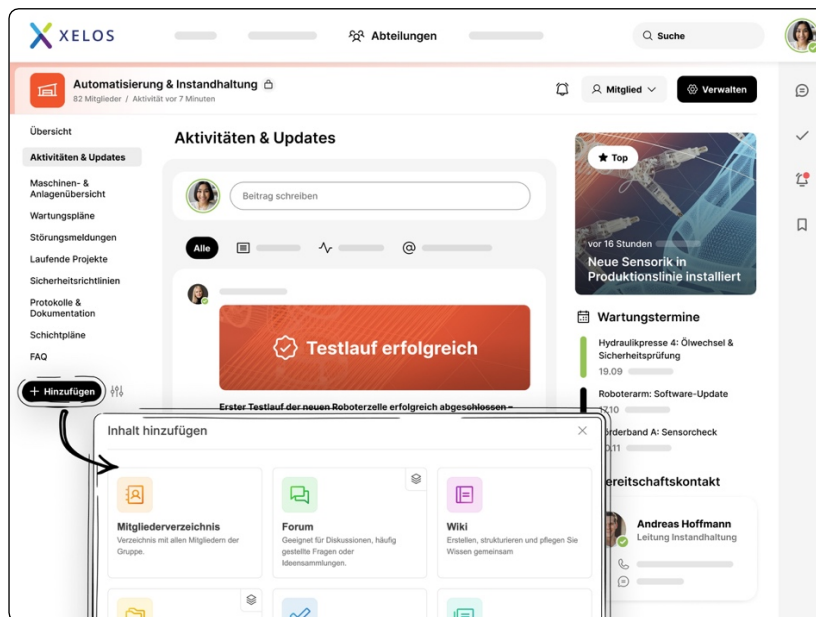 XELOS
Abteilungen
Suche
Automatisierung & Instandhaltung
82 Mitglieder / Aktivität vor 7 Minuten
Mitglied
Verwalten
Übersicht
Aktivitäten & Updates
Maschinen- &
Anlagenübersicht
Wartungspläne
Störungsmeldungen
Laufende Projekte
Sicherheitsrichtlinien
Protokolle &
Dokumentation
Schichtpläne
FAQ
+ Hinzufügen
Aktivitäten & Updates
Beitrag schreiben
Alle
Testlauf erfolgreich
Erster Testlauf der neuen Roboterzelle erfolgreich abgeschlossen –
Top
vor 16 Stunden
Neue Sensorik in
Produktionslinie installiert
Wartungstermine
Hydraulikpresse 4: Ölwechsel &
Sicherheitsprüfung
19.09
Roboterarm: Software-Update
17.10
örderband A: Sensorcheck
0.11
ereitschaftskontakt
Andreas Hoffmann
Leitung Instandhaltung
Inhalt hinzufügen
Mitgliederverzeichnis
Verzeichnis mit allen Mitgliedern der
Gruppe.
Forum
Geeignet für Diskussionen, häufig
gestellte Fragen oder
Ideensammlungen.
Wiki
Erstellen, strukturieren und pflegen Sie
Wissen gemeinsam